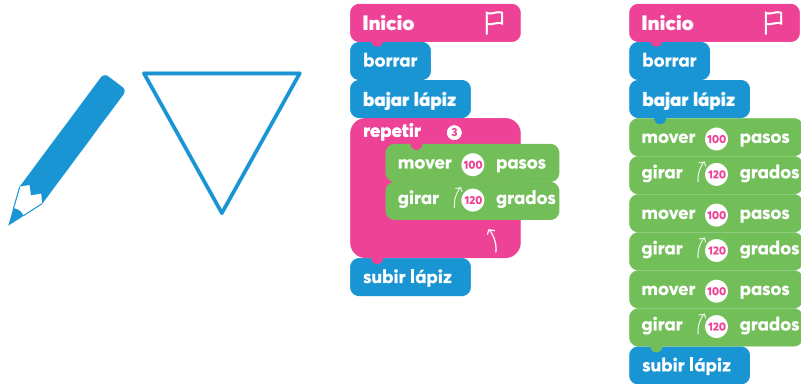 Inicio
borrar
bajar lápiz
repetir 3
mover 100 pasos
girar 120 grados
subir lápiz
Inicio
borrar
bajar lápiz
mover 100 pasos
girar 120 grados
mover 100 pasos
girar 120 grados
mover 100 pasos
girar 120 grados
subir lápiz